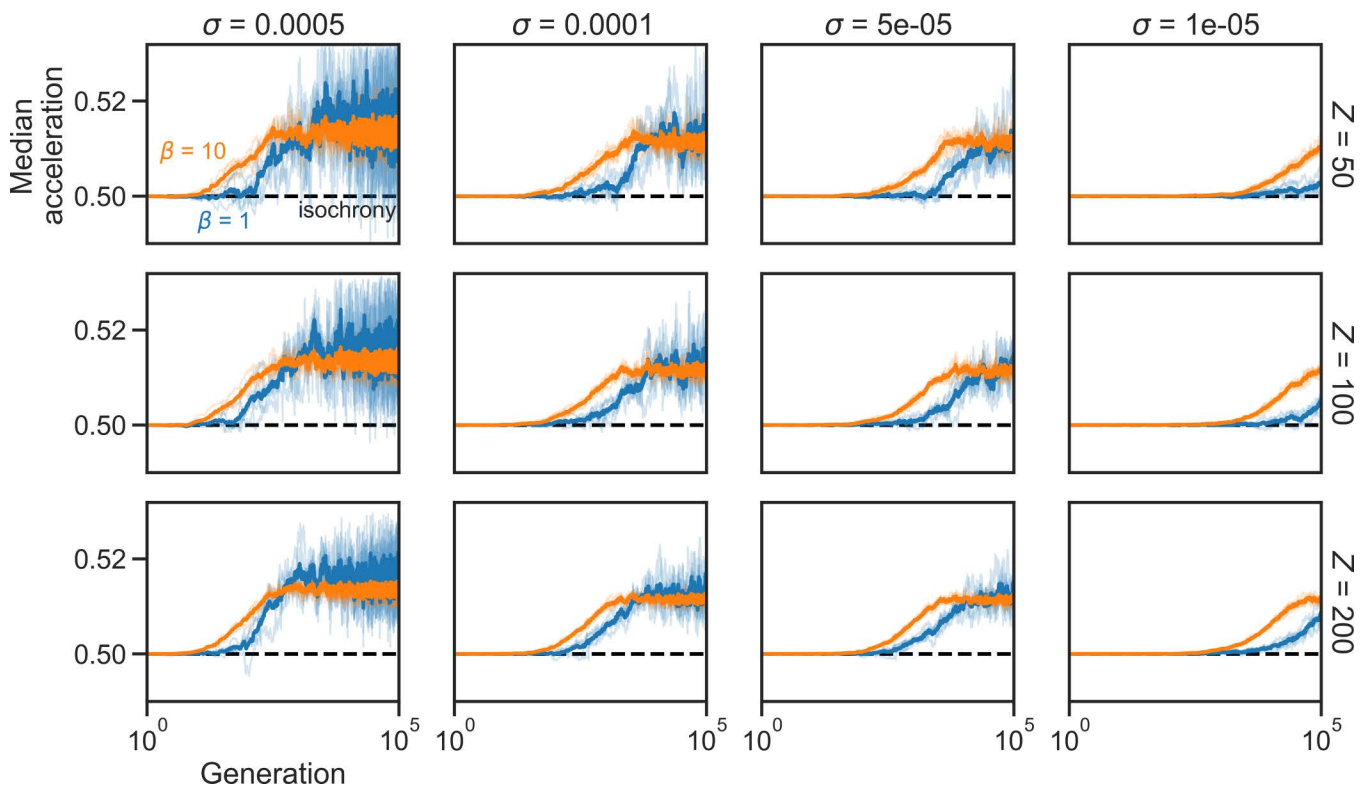 σ = 0.0005
σ = 0.0001
σ = 5e-05
σ = 1e-05
Median
acceleration
0.52
0.50
β = 10
β = 1
isochrony
Z = 50
0.52
0.50
Z = 100
0.52
0.50
Z = 200
10^0
10^5
10^0
10^5
10^0
10^5
10^0
10^5
Generation